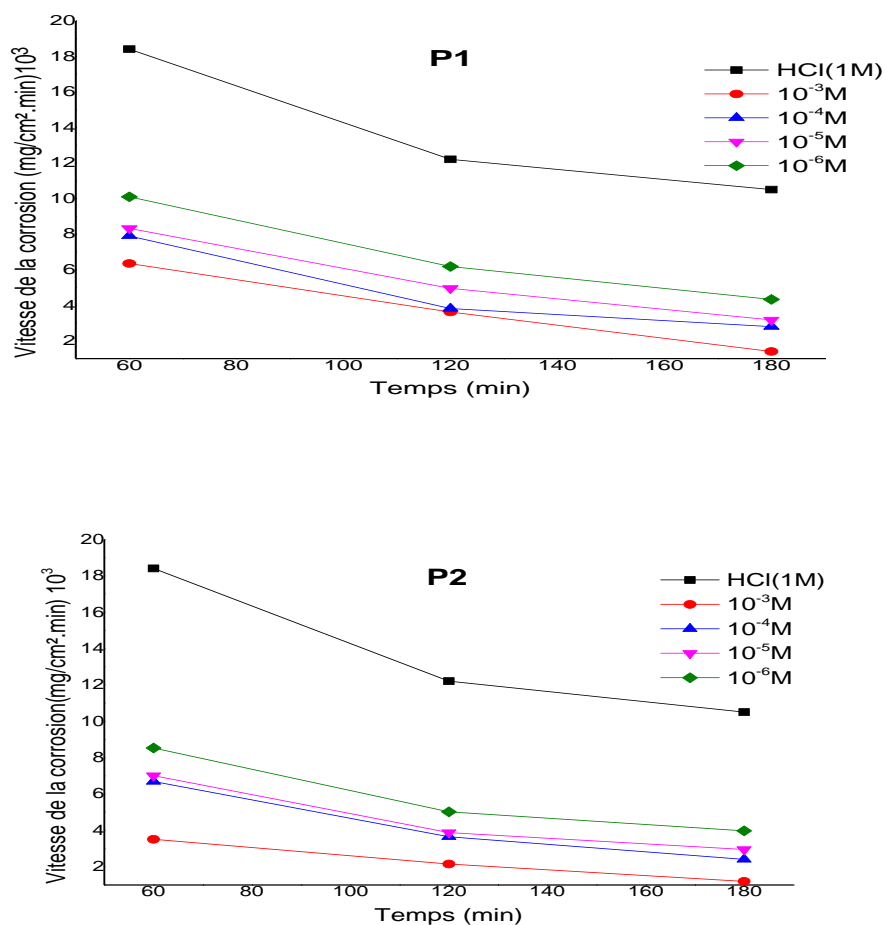 P1
Vitesse de la corrosion (mg/cm².min)10³
20
18
16
14
12
10
8
6
4
2
60 80 100 120 140 160 180
Temps (min)
HCl(1M)
10⁻³M
10⁻⁴M
10⁻⁵M
10⁻⁶M
P2
Vitesse de la corrosion(mg/cm².min) 10³
20
18
16
14
12
10
8
6
4
2
60 80 100 120 140 160 180
Temps (min)
HCl(1M)
10⁻³M
10⁻⁴M
10⁻⁵M
10⁻⁶M